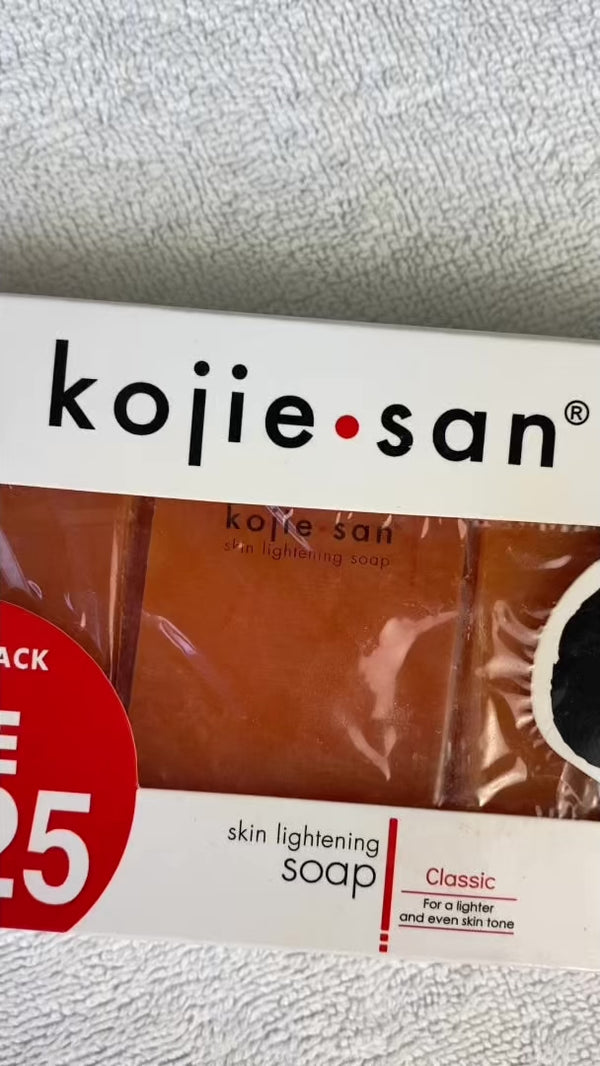 kojie•san®
kojie san
skin lightening soap
ACK
E
25
skin lightening
soap
Classic
For a lighter
and even skin tone